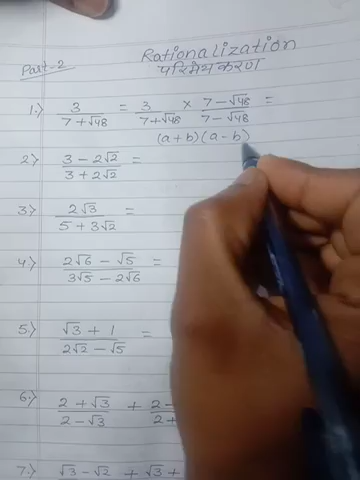 Part-2
Rationalization
परिमेयकरण
1.) 3/(7+√48) = 3/(7+√48) × (7-√48)/(7-√48) =
(a+b)(a-b)
2) (3-2√2)/(3+2√2) =
3) 2√3/(5+3√2) =
4.) (2√6-√5)/(3√5-2√6) =
5.) (√3+1)/(2√2-√5) =
6.) (2+√3)/(2-√3) + 2- / 2+
7.) √3-√2 + √3+